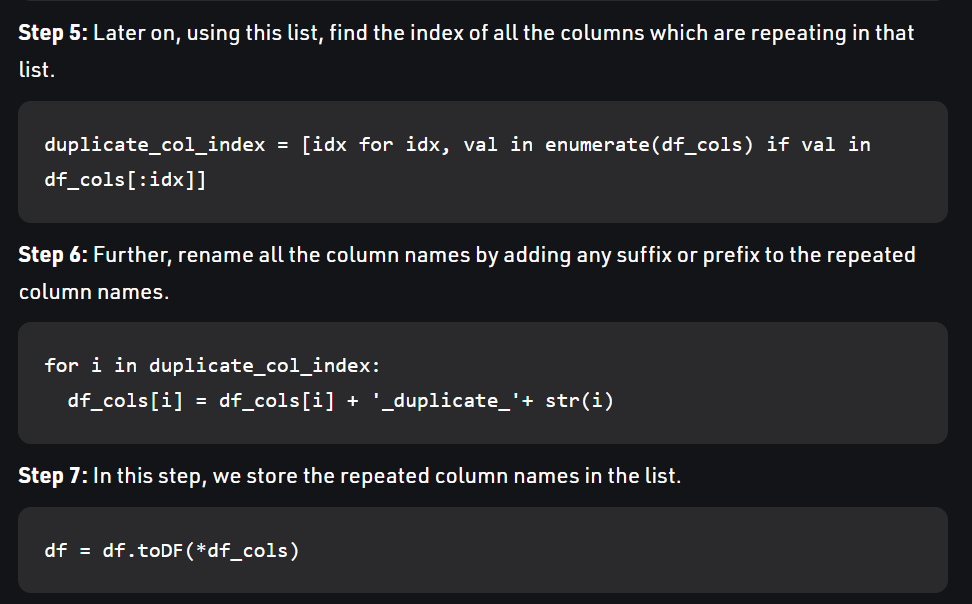 Step 5: Later on, using this list, find the index of all the columns which are repeating in that
list.
duplicate_col_index = [idx for idx, val in enumerate(df_cols) if val in
df_cols[:idx]]
Step 6: Further, rename all the column names by adding any suffix or prefix to the repeated
column names.
for i in duplicate_col_index:
  df_cols[i] = df_cols[i] + '_duplicate_'+ str(i)
Step 7: In this step, we store the repeated column names in the list.
df = df.toDF(*df_cols)